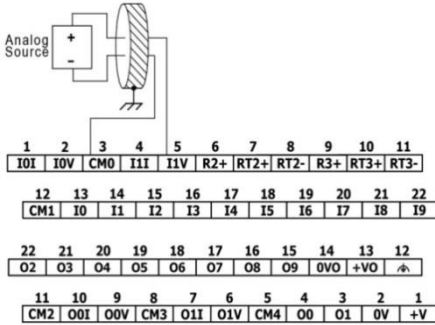 Analog
Source
+
-
1 2 3 4 5 6 7 8 9 10 11
I0I I0V CM0 I1I I1V R2+ RT2+ RT2- R3+ RT3+ RT3-
12 13 14 15 16 17 18 19 20 21 22
CM1 I0 I1 I2 I3 I4 I5 I6 I7 I8 I9
22 21 20 19 18 17 16 15 14 13 12
O2 O3 O4 O5 O6 O7 O8 O9 0VO +VO
11 10 9 8 7 6 5 4 3 2 1
CM2 O0I O0V CM3 O1I O1V CM4 O0 O1 0V +V